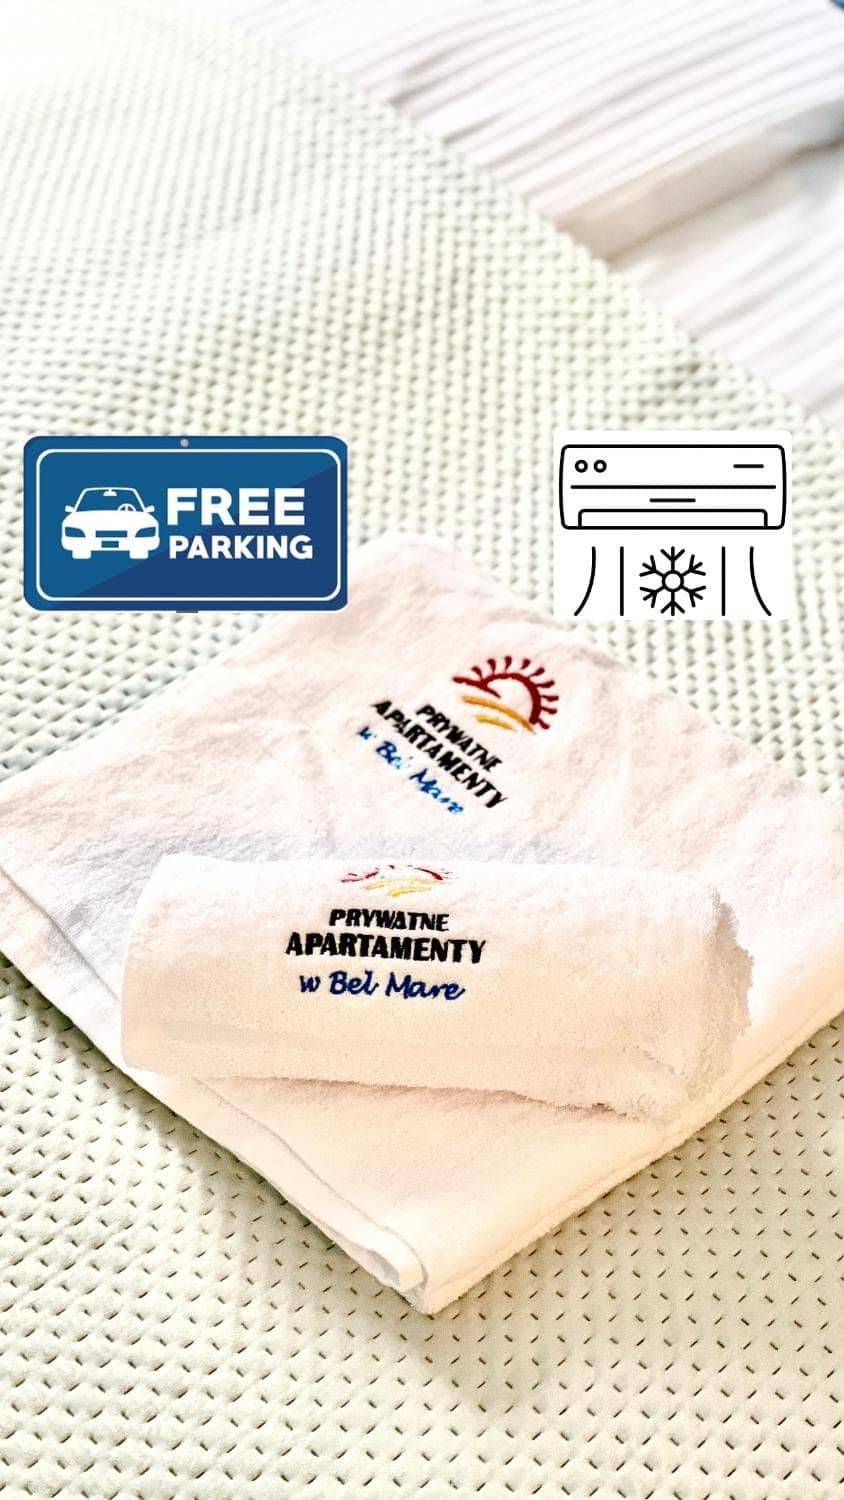 FREE
PARKING
PRYWATNE
APARTAMENTY
w Bel Mare
PRYWATNE
APARTAMENTY
w Bel Mare